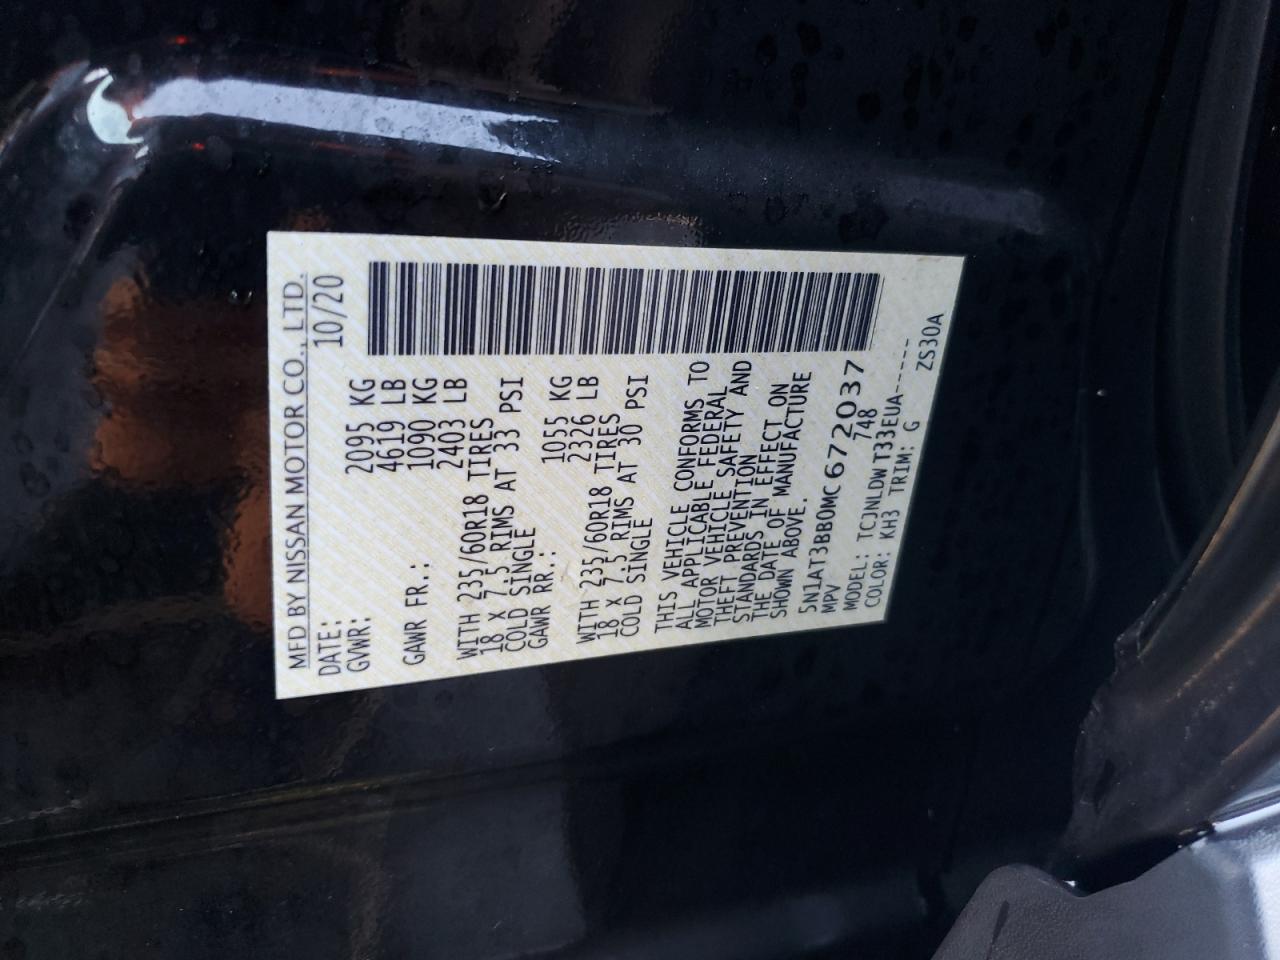 MFD BY NISSAN MOTOR CO., LTD.
DATE: 10/20
GVWR: 2095 KG
4619 LB
GAWR FR.: 1090 KG
2403 LB
WITH 235/60R18 TIRES
18 X 7.5 RIMS AT 33 PSI
COLD SINGLE
GAWR RR.: 1055 KG
2326 LB
WITH 235/60R18 TIRES
18 X 7.5 RIMS AT 30 PSI
COLD SINGLE
THIS VEHICLE CONFORMS TO
ALL APPLICABLE FEDERAL
MOTOR VEHICLE SAFETY AND
THEFT PREVENTION
STANDARDS IN EFFECT ON
THE DATE OF MANUFACTURE
SHOWN ABOVE.
5N1AT3BB0MC672037
MPV 748
MODEL: TCJNLDWT33EUA-----
COLOR: KH3 TRIM: G
ZS30A